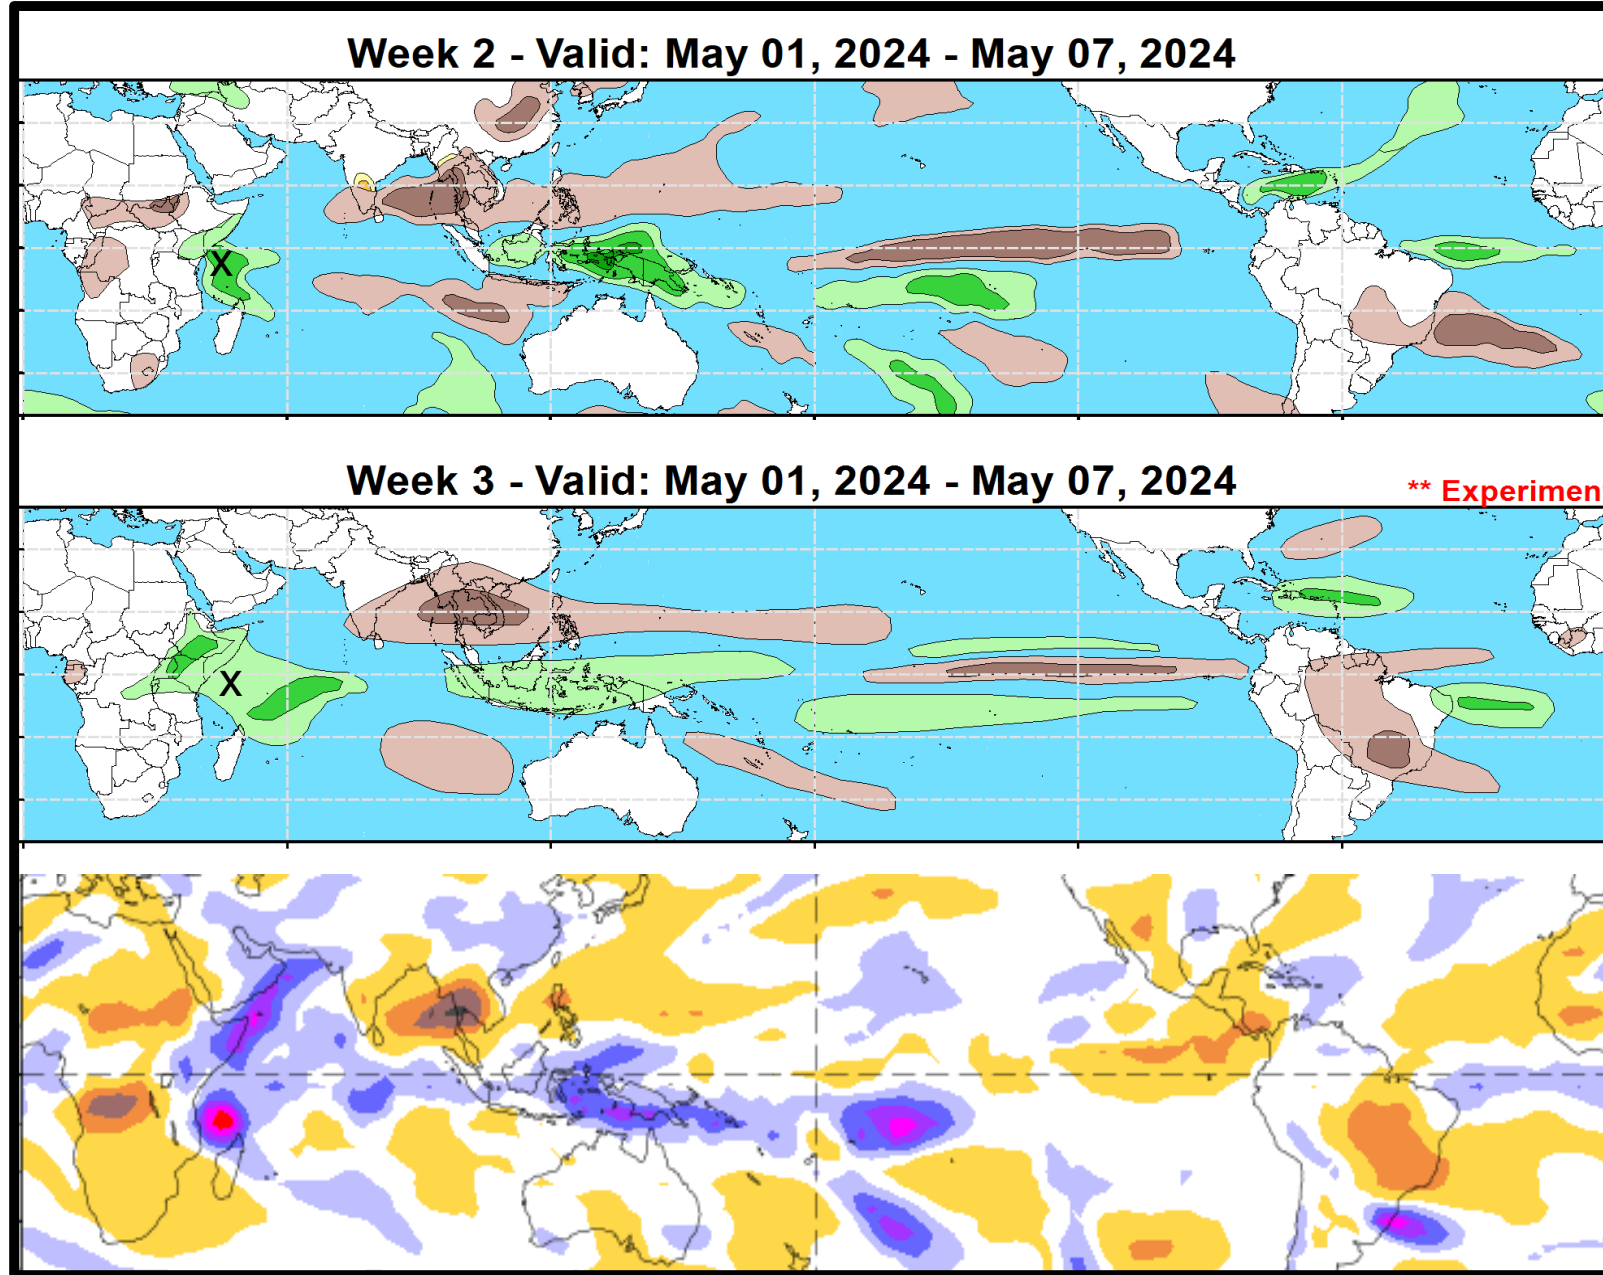 Week 2 - Valid: May 01, 2024 - May 07, 2024
X
Week 3 - Valid: May 01, 2024 - May 07, 2024
** Experimen
X